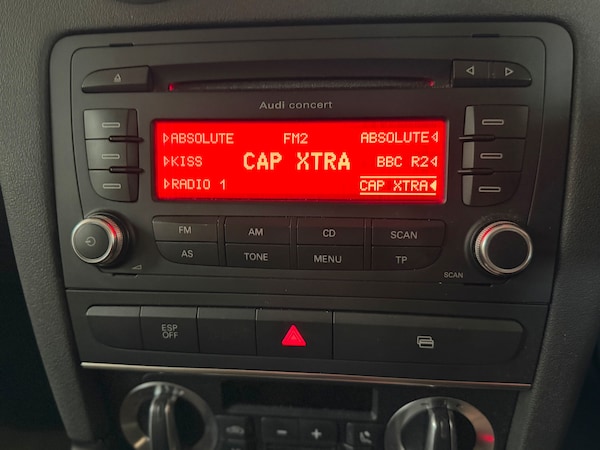 Audi concert
ABSOLUTE FM2 ABSOLUTE
KISS CAP XTRA BBC R2
RADIO 1 CAP XTRA
FM AM CD SCAN
AS TONE MENU TP
SCAN
ESP OFF